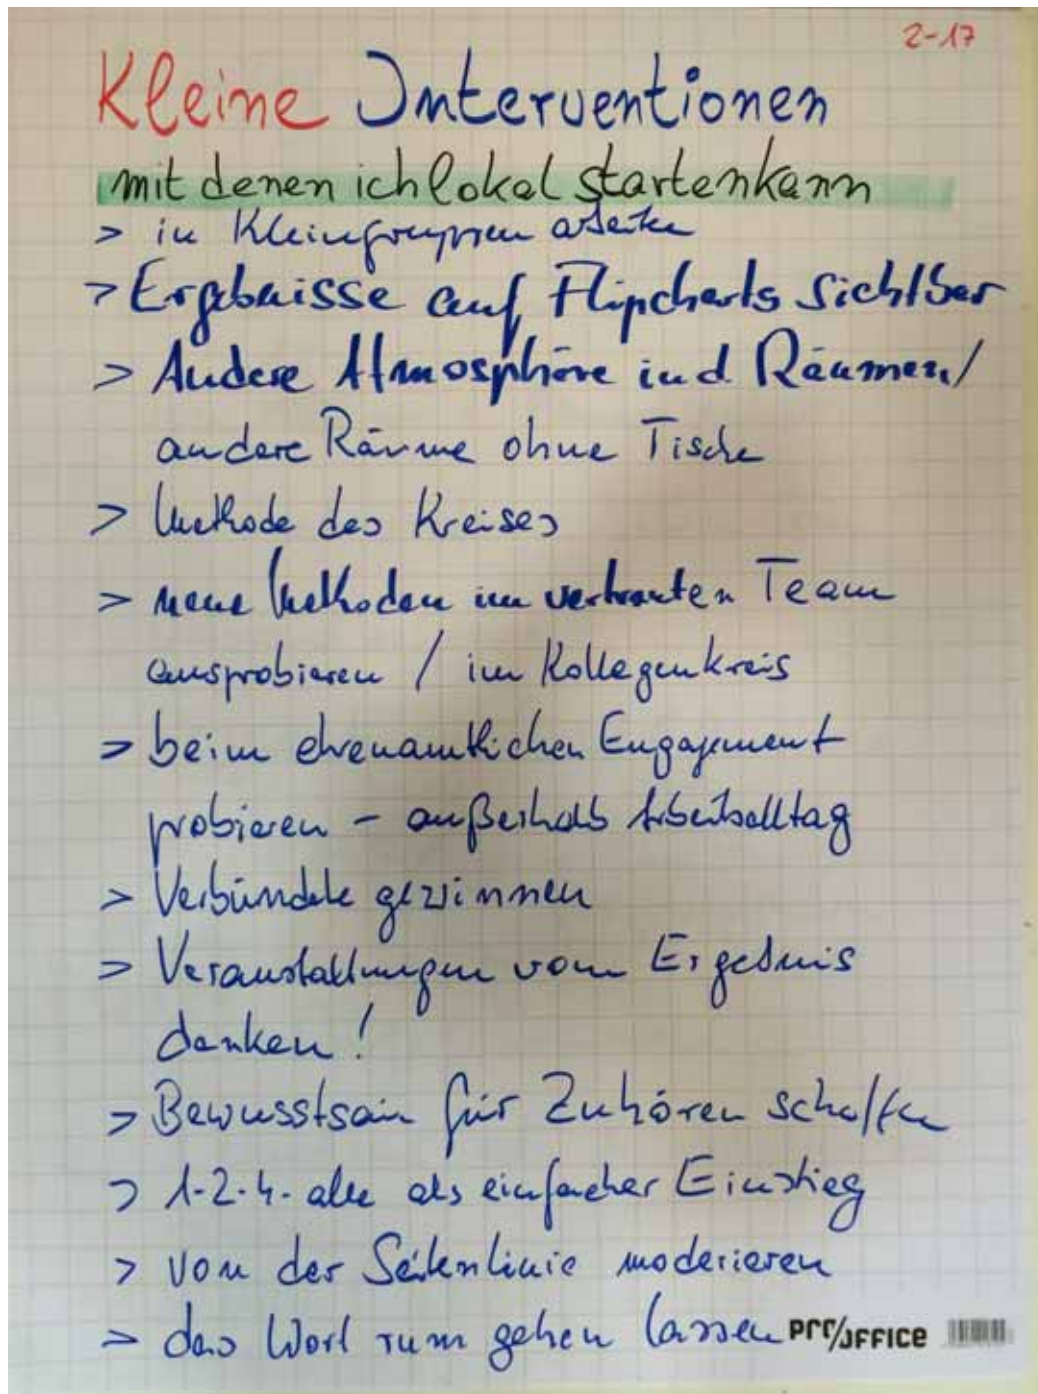 2-17
Kleine Interventionen
mit denen ich lokal starten kann
> in Kleingruppen arbeiten
> Ergebnisse auf Flipcharts sichtbar
> Andere Atmosphäre in d. Räumen/
andere Räume ohne Tische
> Methode des Kreises
> neue Methoden im vertrauten Team
ausprobieren / im Kollegenkreis
> beim ehrenamtlichen Engagement
probieren - außerhalb Arbeitsalltag
> Verbündete gewinnen
> Veranstaltungen vom Ergebnis
denken!
> Bewusstsein für Zuhören schaffen
> 1-2-4-alle als einfacher Einstieg
> von der Seitenlinie moderieren
> das Wort rum gehen lassen
pro/office